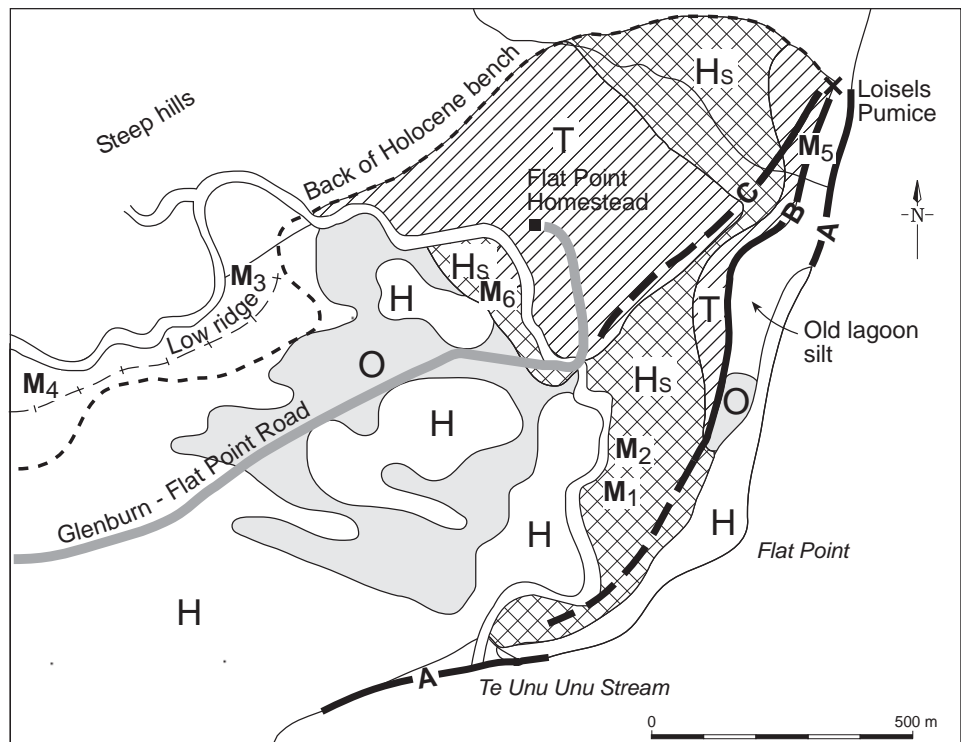 Hs
Loisels
Pumice
Steep hills
Back of Holocene bench
T
M5
Flat Point
Homestead
C
B
A
N
Hs
M3
M6
H
Low ridge
T
Old lagoon
silt
M4
O
Hs
O
H
M2
Glenburn - Flat Point Road
M1
H
H
Flat Point
H
A
Te Unu Unu Stream
0
500 m